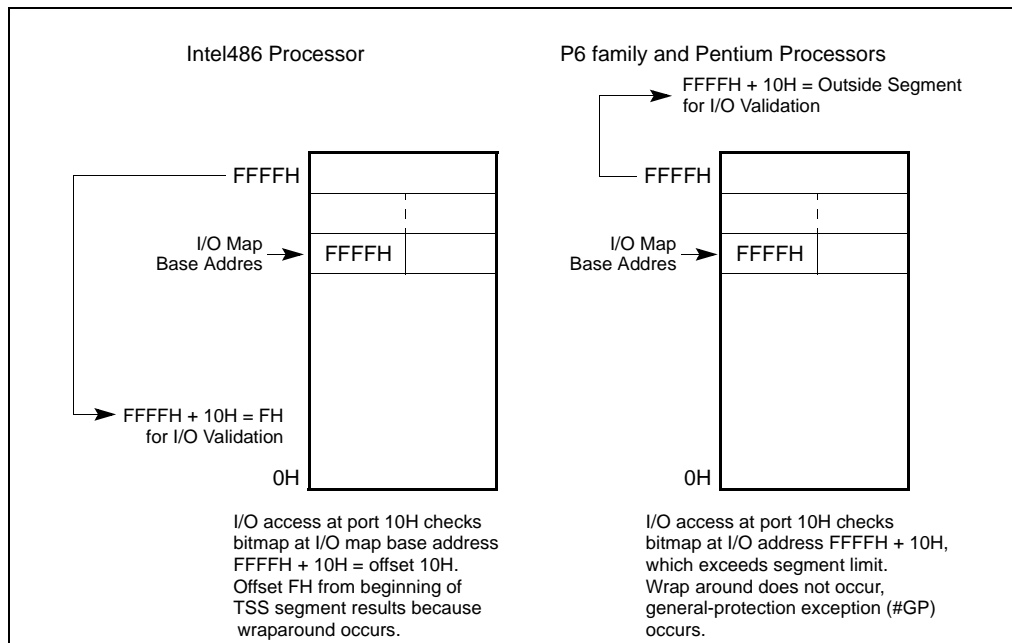 Intel486 Processor
FFFFH
I/O Map
Base Addres
FFFFH
FFFFH + 10H = FH
for I/O Validation
0H
I/O access at port 10H checks
bitmap at I/O map base address
FFFFH + 10H = offset 10H.
Offset FH from beginning of
TSS segment results because
wraparound occurs.
P6 family and Pentium Processors
FFFFH + 10H = Outside Segment
for I/O Validation
FFFFH
I/O Map
Base Addres
FFFFH
0H
I/O access at port 10H checks
bitmap at I/O address FFFFH + 10H,
which exceeds segment limit.
Wrap around does not occur,
general-protection exception (#GP)
occurs.